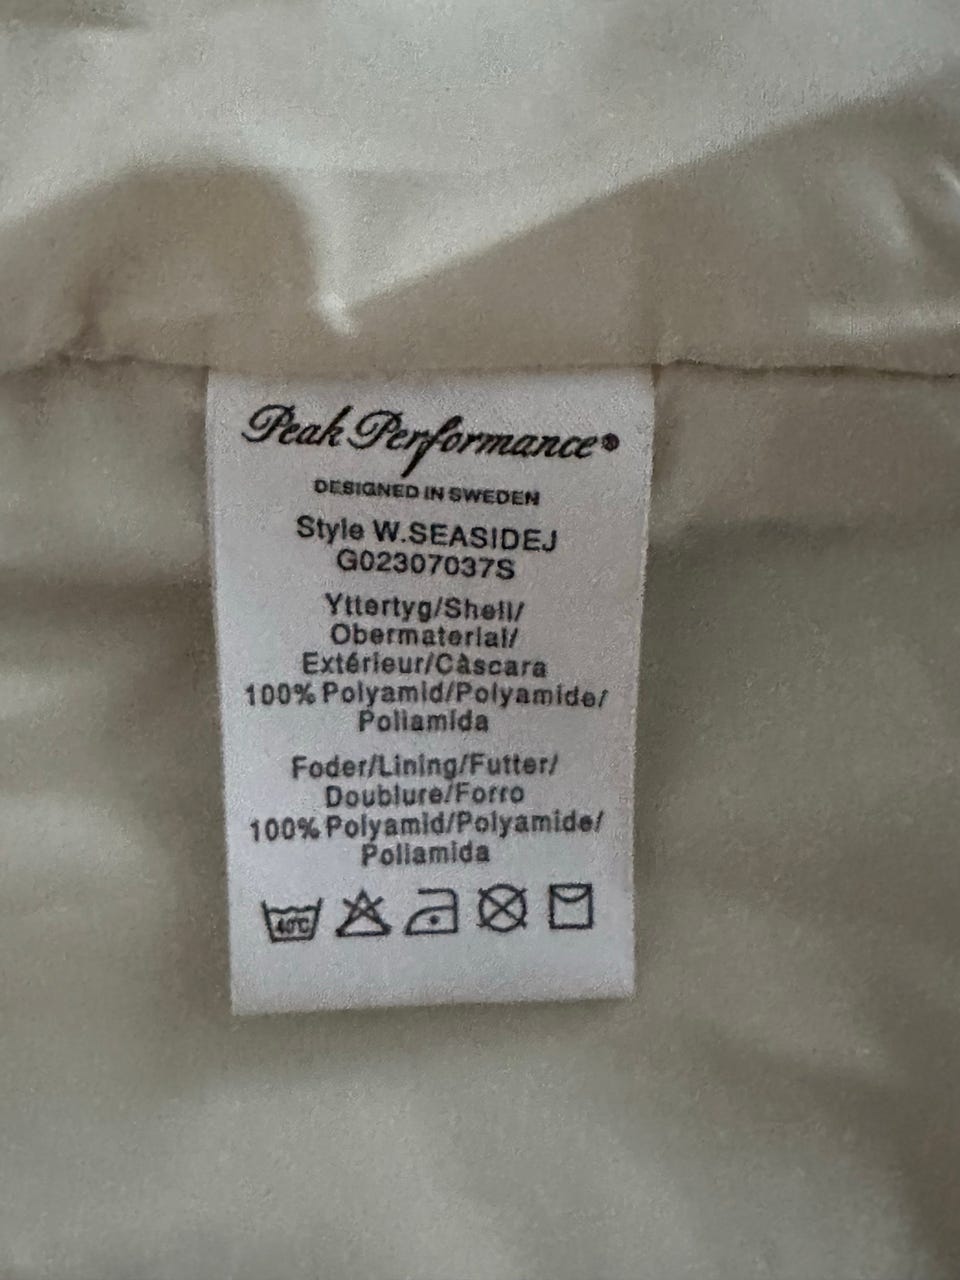 Peak Performance®
DESIGNED IN SWEDEN
Style W.SEASIDEJ
G02307037S
Yttertyg/Shell/
Obermaterial/
Extérieur/Càscara
100% Polyamid/Polyamide/
Poliamida
Foder/Lining/Futter/
Doublure/Forro
100% Polyamid/Polyamide/
Poliamida
40°C